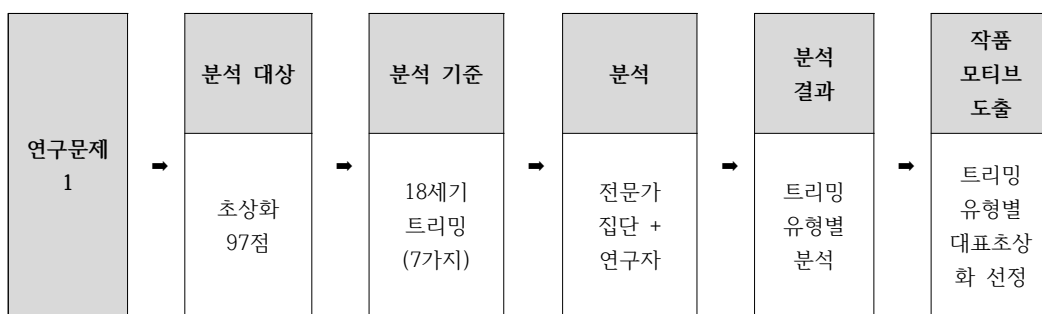 연구문제
1
➡
분석 대상
초상화
97점
➡
분석 기준
18세기
트리밍
(7가지)
➡
분석
전문가
집단 +
연구자
➡
분석
결과
트리밍
유형별
분석
➡
작품
모티브
도출
트리밍
유형별
대표초상
화 선정